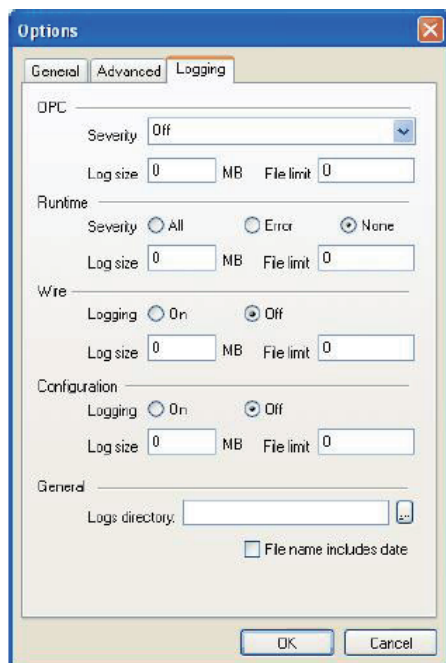 Options
General Advanced Logging
OPC
Severity Off
Log size 0 MB File limit 0
Runtime
Severity All Error None
Log size 0 MB File limit 0
Wire
Logging On Off
Log size 0 MB File limit 0
Configuration
Logging On Off
Log size 0 MB File limit 0
General
Logs directory: ...
File name includes date
OK Cancel